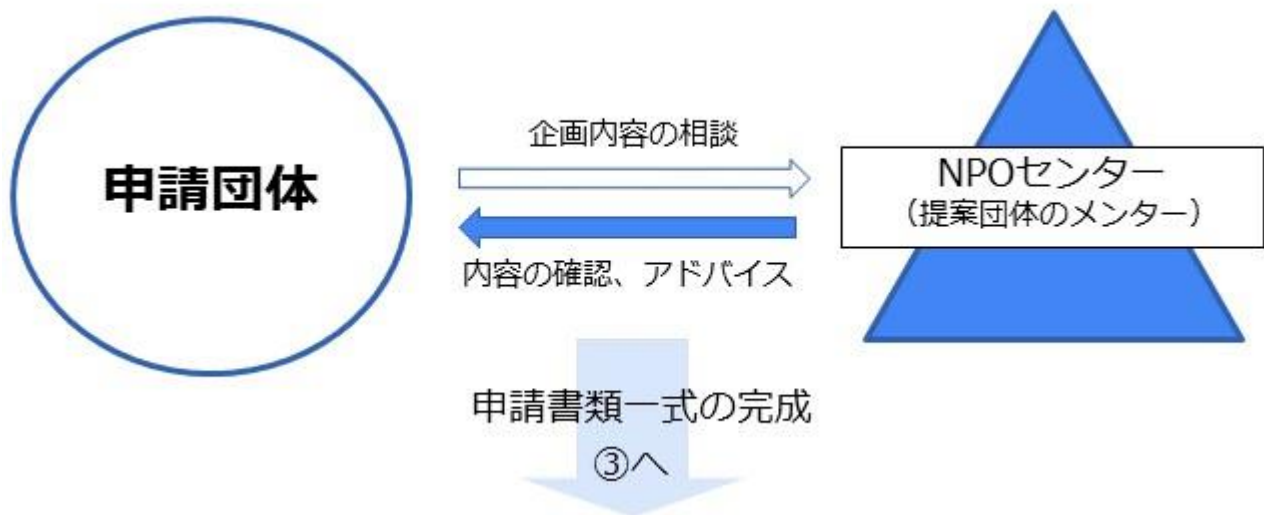 申請団体
企画内容の相談
内容の確認、アドバイス
NPOセンター
（提案団体のメンター）
申請書類一式の完成
③へ